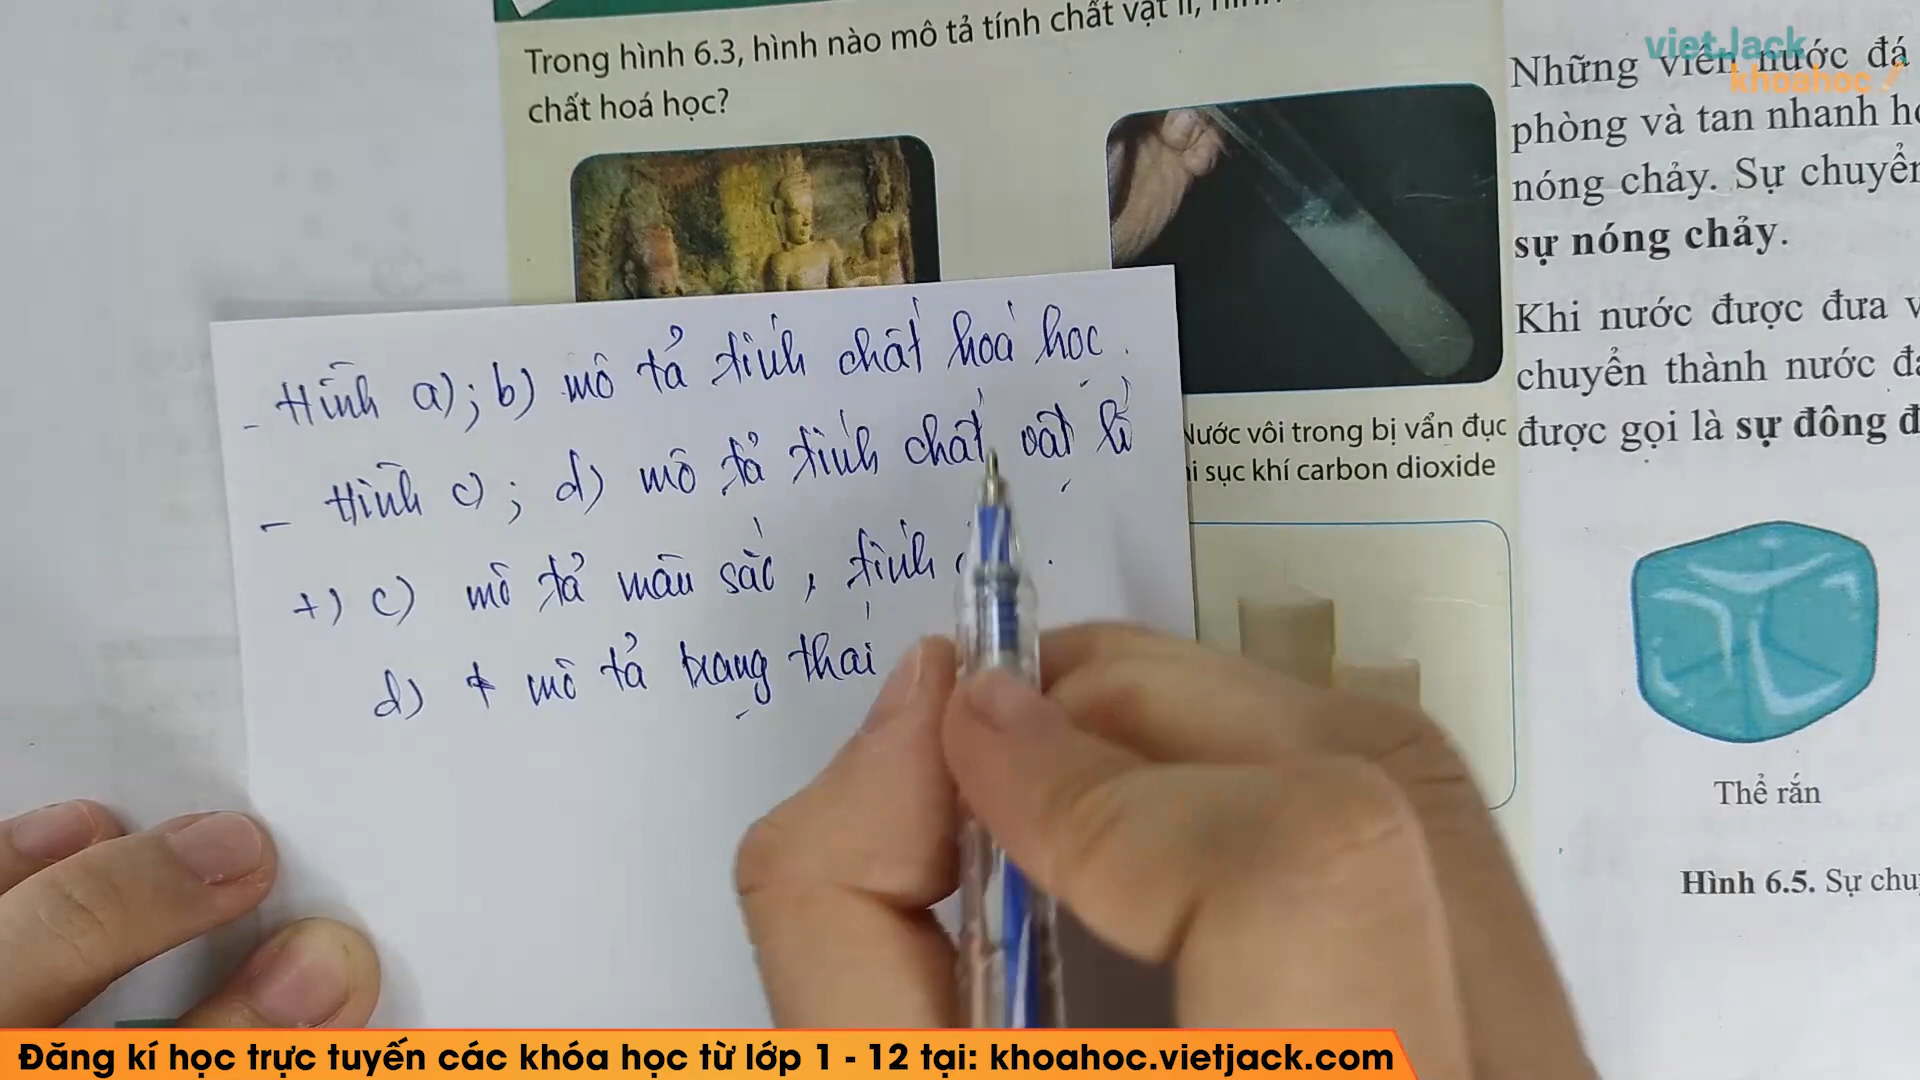 Trong hình 6.3, hình nào mô tả tính chất vật lí,
chất hoá học?
- Hình a); b) mô tả tính chất hoá học.
- Hình c); d) mô tả tính chất vật lí
+) c) mô tả màu sắc, tính
d) mô tả trạng thái
Nước vôi trong bị vẩn đục
sục khí carbon dioxide
vietJack
khoahoc
Những viên nước đá
phòng và tan nhanh
nóng chảy. Sự chuyển
sự nóng chảy.
Khi nước được đưa
chuyển thành nước
được gọi là sự đông
Thể rắn
Hình 6.5. Sự
Đăng kí học trực tuyến các khóa học từ lớp 1 - 12 tại: khoahoc.vietjack.com